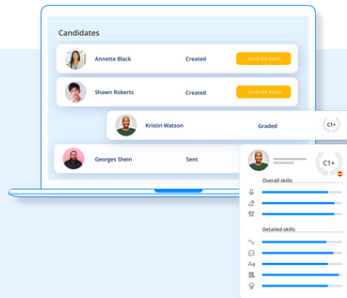 Candidates
Annette Black Created Send the exam
Shawn Roberts Created Send the exam
Kristin Watson Graded C1+
Georges Shein Sent
C1+
Overall skills
Detailed skills
Aa